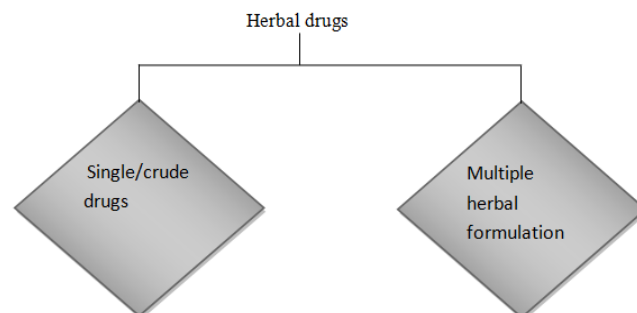 Herbal drugs
Single/crude
drugs
Multiple
herbal
formulation